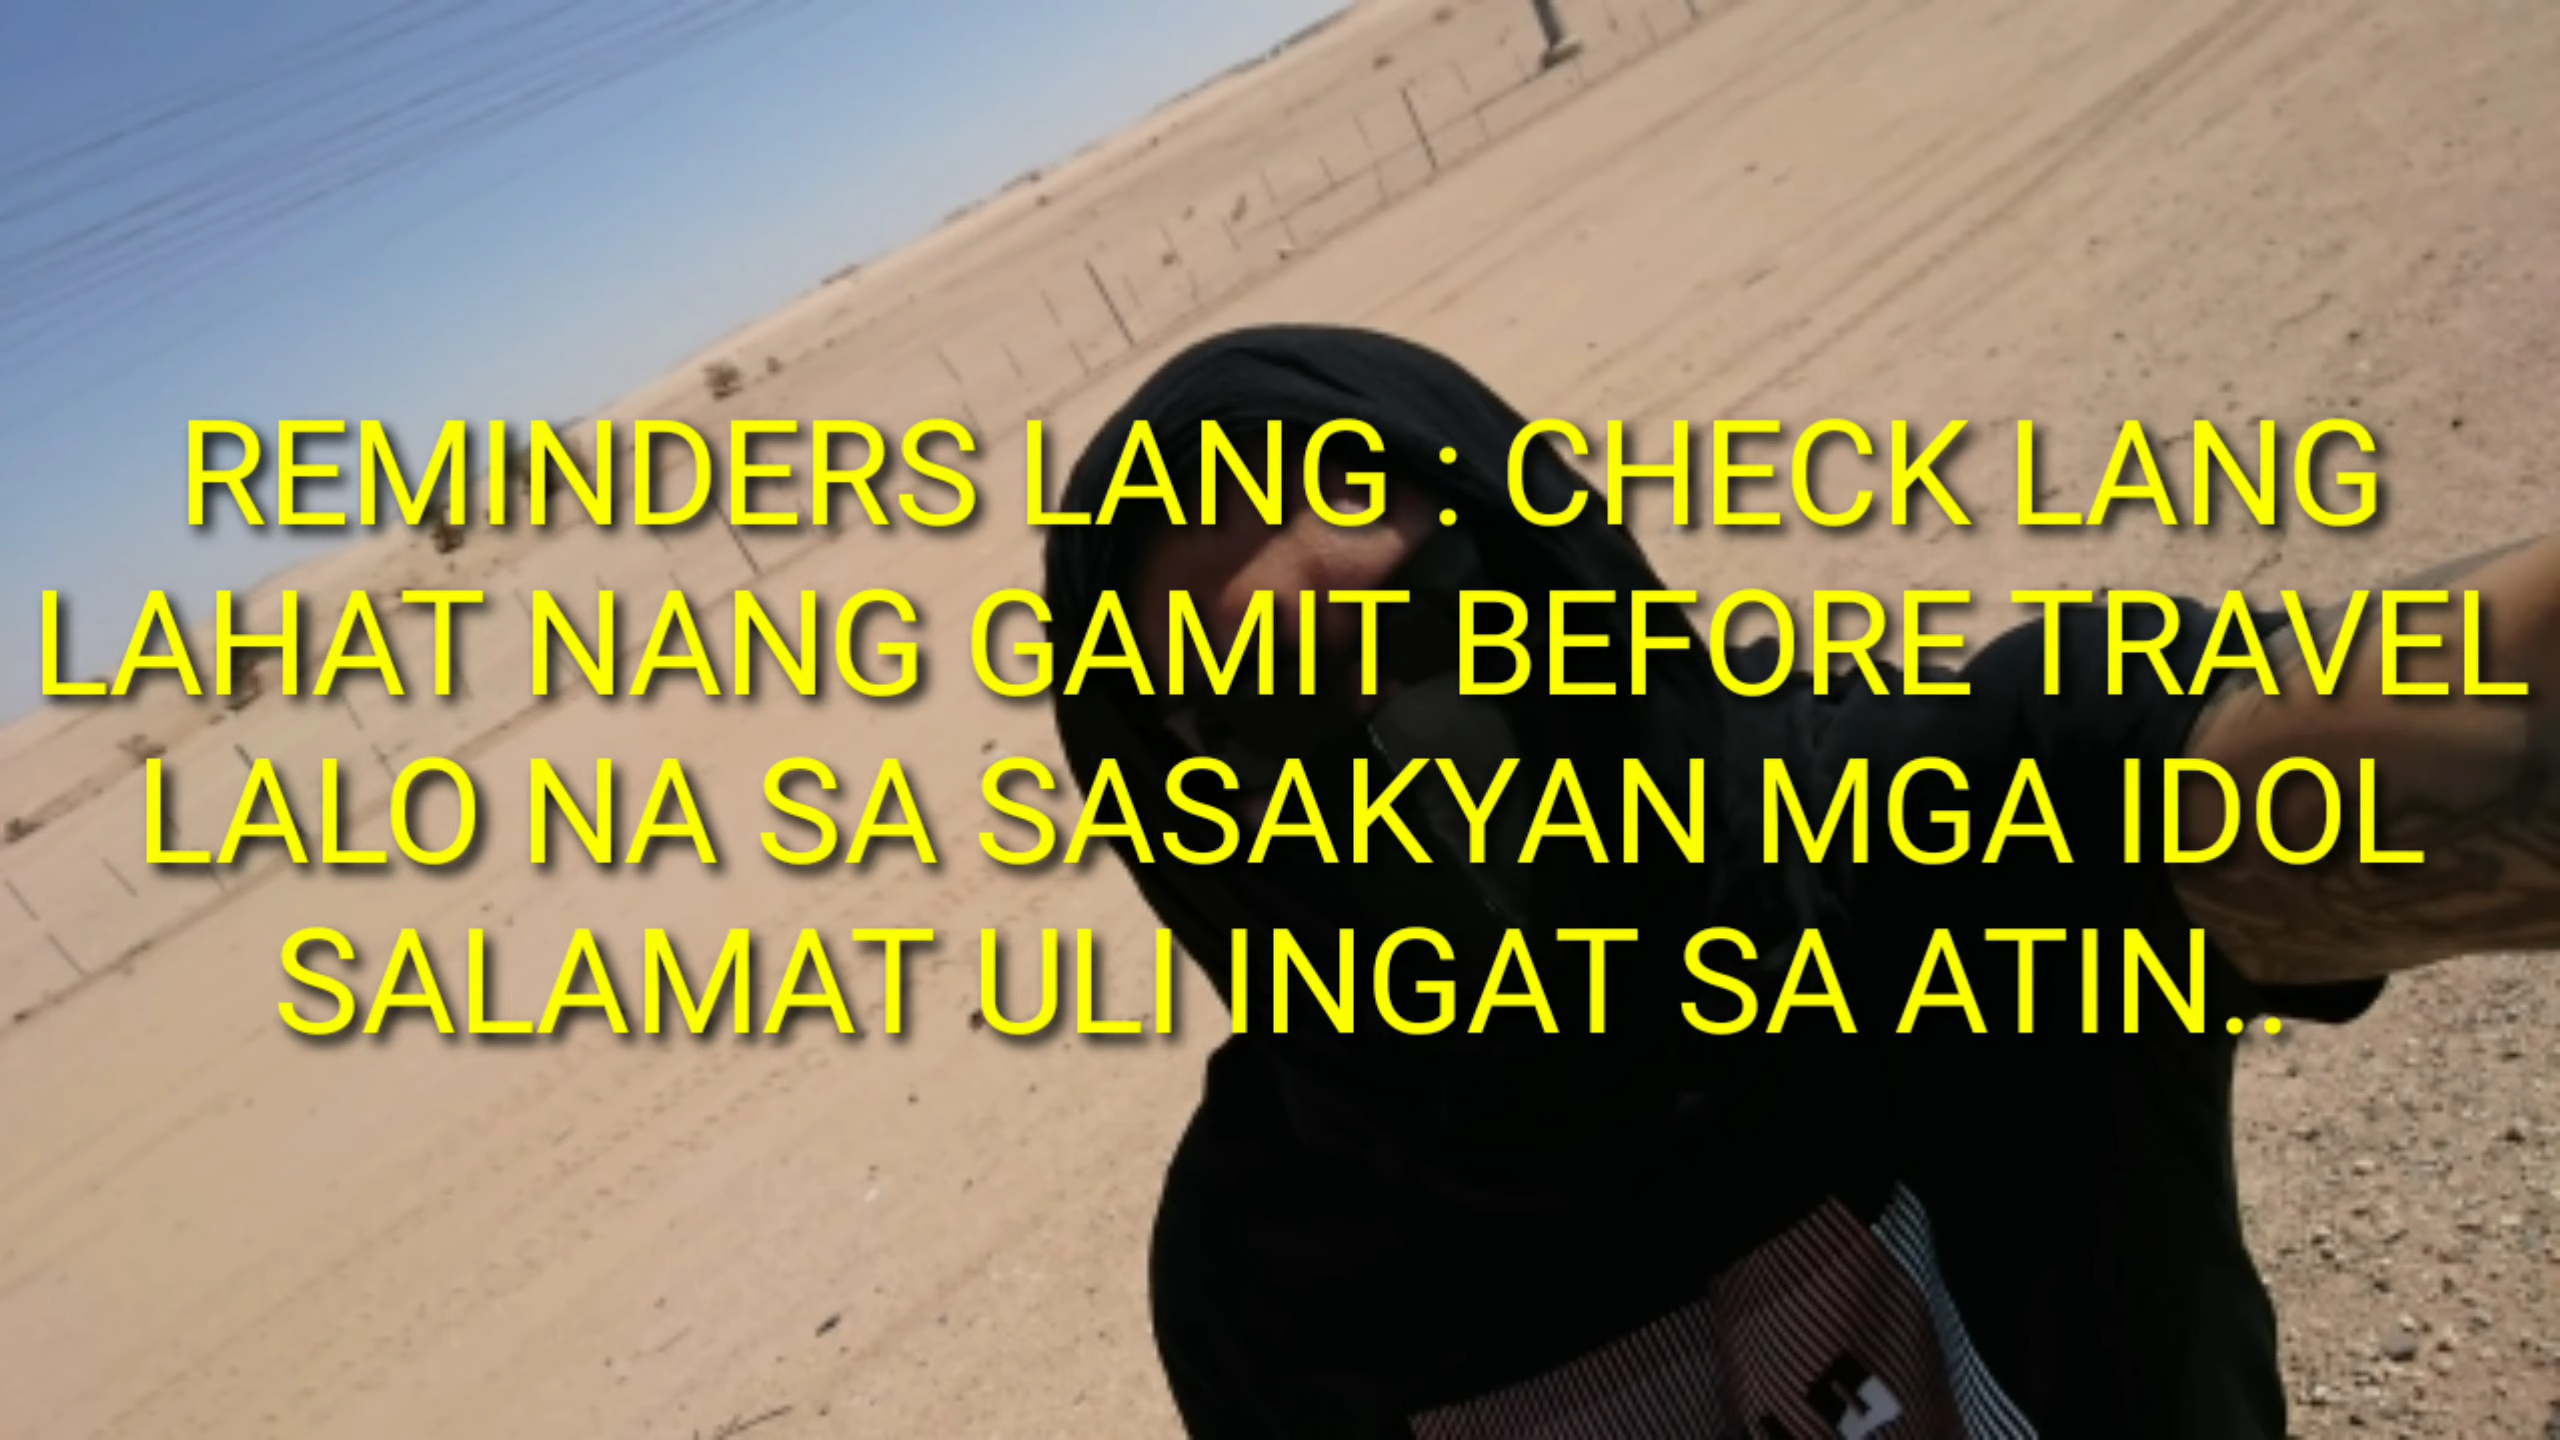 REMINDERS LANG : CHECK LANG
LAHAT NANG GAMIT BEFORE TRAVEL
LALO NA SA SASAKYAN MGA IDOL
SALAMAT ULI INGAT SA ATIN..